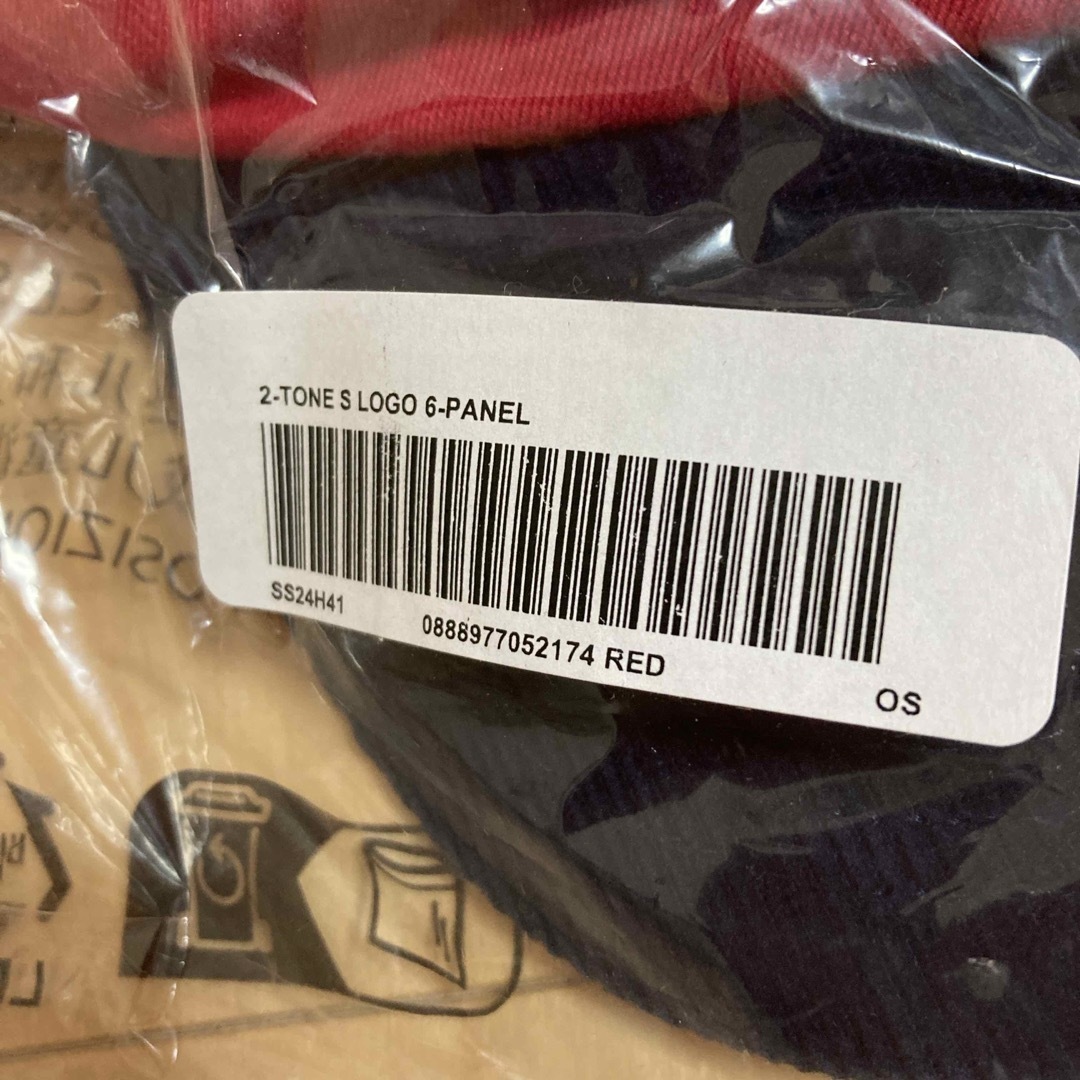 2-TONE S LOGO 6-PANEL
SS24H41
0888977052174 RED
OS